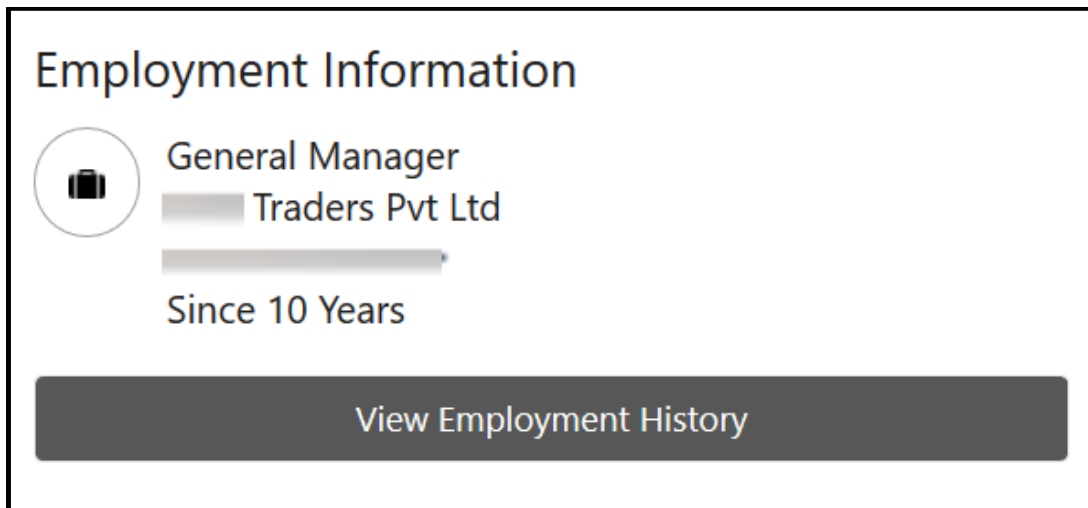 Employment Information
General Manager
Traders Pvt Ltd
Since 10 Years
View Employment History